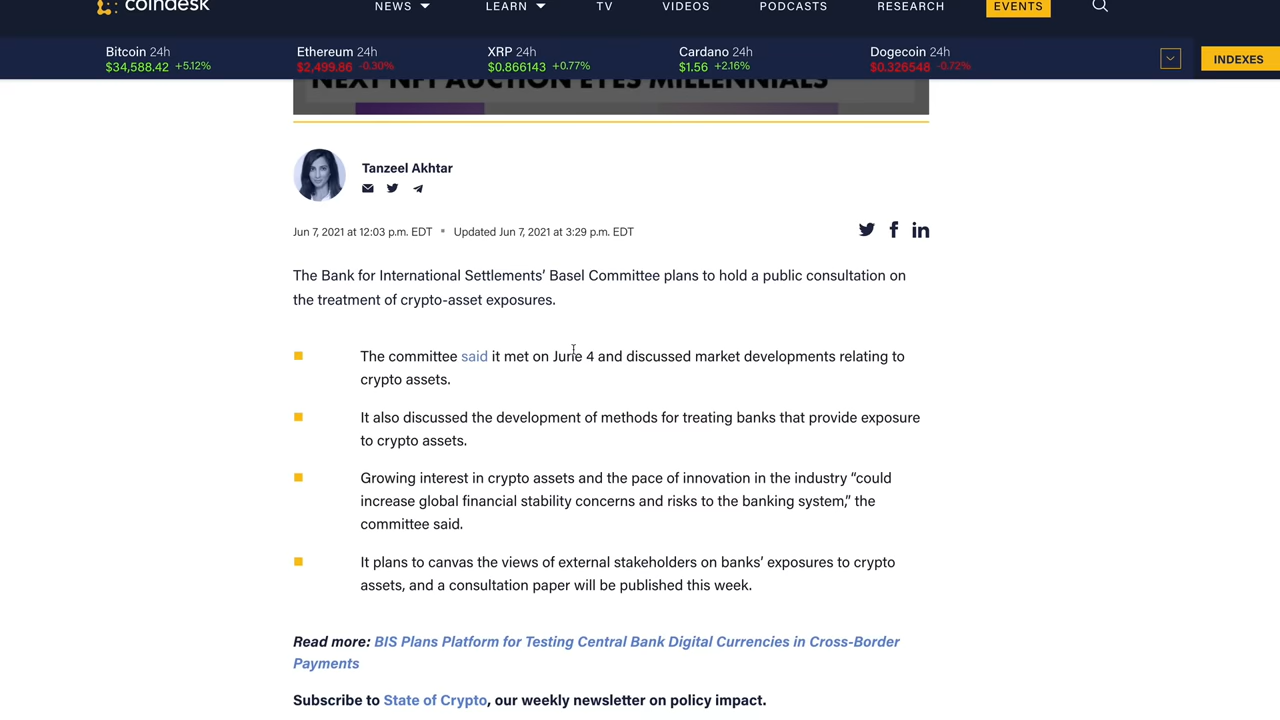 coindesk
NEWS LEARN TV VIDEOS PODCASTS RESEARCH EVENTS
Bitcoin 24h Ethereum 24h XRP 24h Cardano 24h Dogecoin 24h
$34,588.42 +5.12% $2,499.86 -0.30% $0.866143 +0.77% $1.56 +2.16% $0.326548 -0.72% INDEXES
NEXT NFT AUCTION EYES MILLENNIALS
Tanzeel Akhtar
Jun 7, 2021 at 12:03 p.m. EDT Updated Jun 7, 2021 at 3:29 p.m. EDT
The Bank for International Settlements’ Basel Committee plans to hold a public consultation on
the treatment of crypto-asset exposures.
The committee said it met on June 4 and discussed market developments relating to
crypto assets.
It also discussed the development of methods for treating banks that provide exposure
to crypto assets.
Growing interest in crypto assets and the pace of innovation in the industry “could
increase global financial stability concerns and risks to the banking system,” the
committee said.
It plans to canvas the views of external stakeholders on banks’ exposures to crypto
assets, and a consultation paper will be published this week.
Read more: BIS Plans Platform for Testing Central Bank Digital Currencies in Cross-Border
Payments
Subscribe to State of Crypto, our weekly newsletter on policy impact.